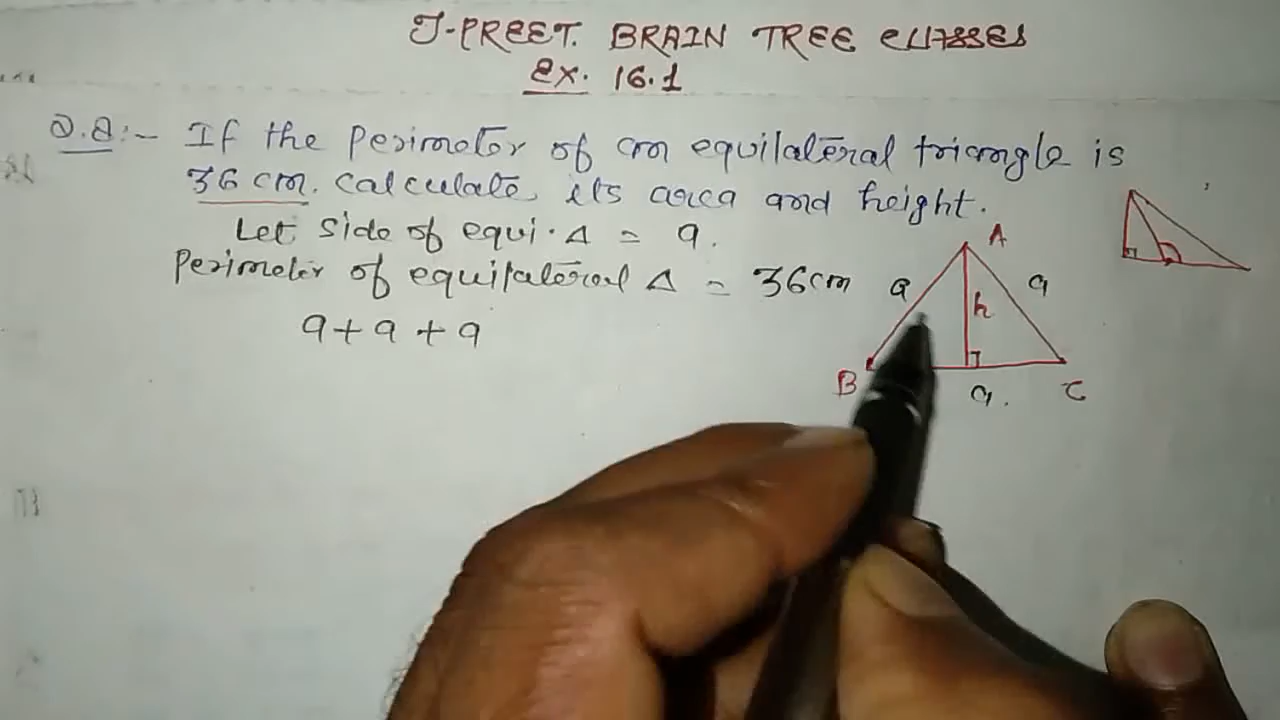 J-PREET. BRAIN TREE CLASSES
Ex. 16.1
Q.8:- If the Perimeter of an equilateral triangle is
36 cm. calculate its area and height.
Let side of equi. Δ = a.
Perimeter of equilateral Δ = 36cm
a + a + a
A
a
h
a
B
a.
C